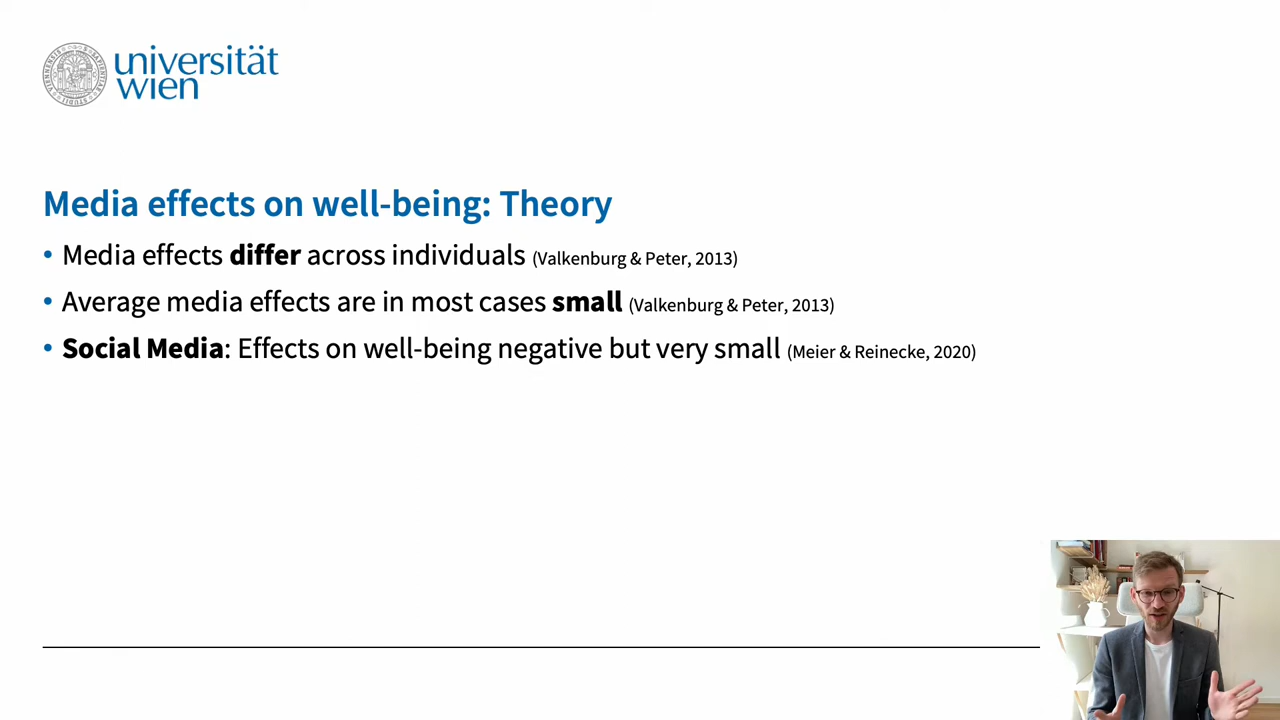 universität
wien
Media effects on well-being: Theory
• Media effects differ across individuals (Valkenburg & Peter, 2013)
• Average media effects are in most cases small (Valkenburg & Peter, 2013)
• Social Media: Effects on well-being negative but very small (Meier & Reinecke, 2020)